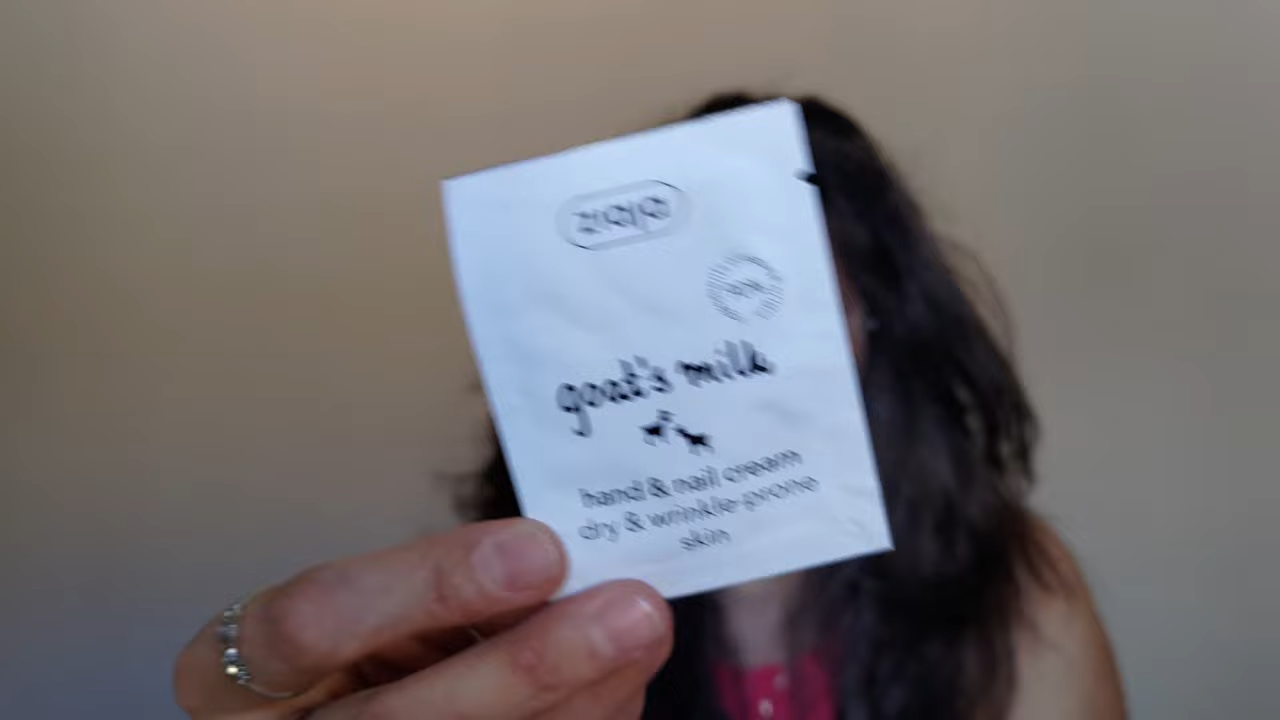 ziaja
goat's milk
hand & nail cream
dry & wrinkle-prone
skin